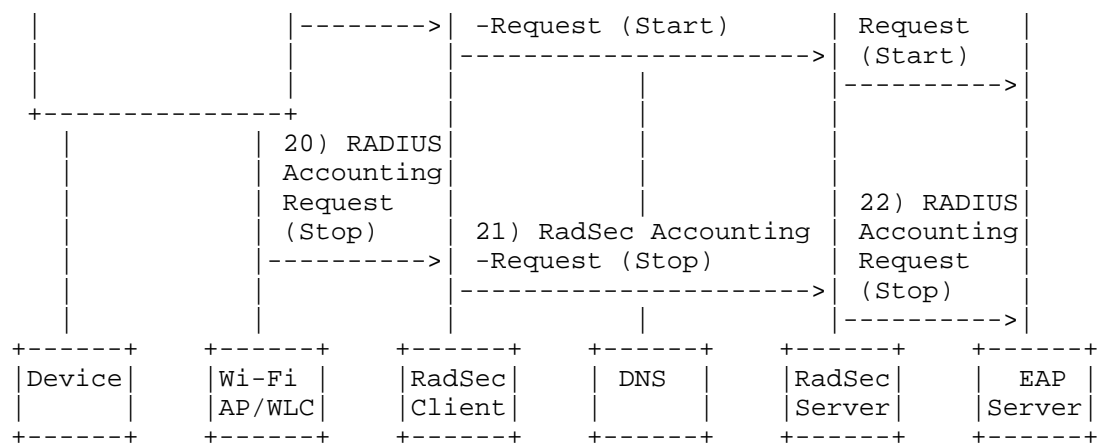 -Request (Start) Request
(Start)
20) RADIUS
Accounting
Request 22) RADIUS
(Stop) 21) RadSec Accounting Accounting
-Request (Stop) Request
(Stop)
Device Wi-Fi RadSec DNS RadSec EAP
AP/WLC Client Server Server